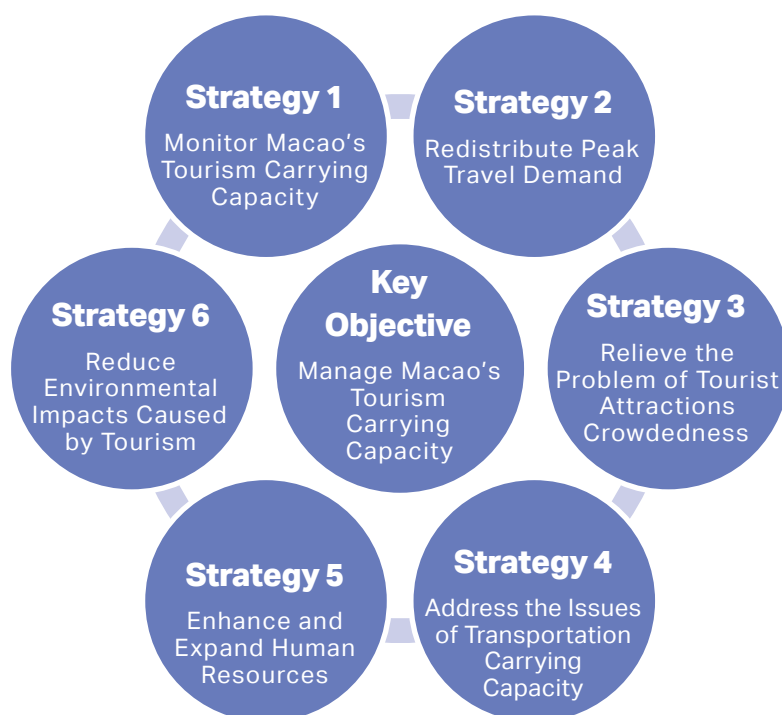 Strategy 1
Monitor Macao's
Tourism Carrying
Capacity
Strategy 2
Redistribute Peak
Travel Demand
Strategy 3
Relieve the
Problem of Tourist
Attractions
Crowdedness
Strategy 4
Address the Issues
of Transportation
Carrying
Capacity
Strategy 5
Enhance and
Expand Human
Resources
Strategy 6
Reduce
Environmental
Impacts Caused
by Tourism
Key
Objective
Manage Macao's
Tourism
Carrying
Capacity